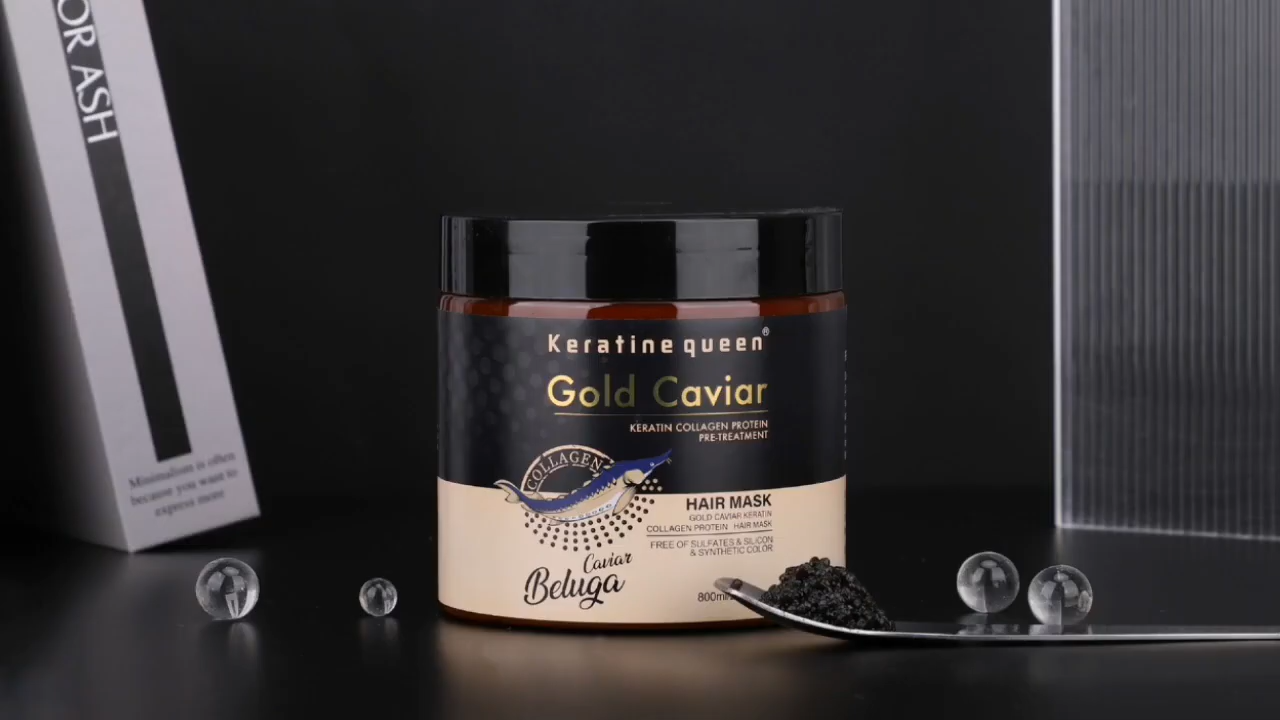 OR ASH
Minimalism is often
because you want to
express more
Keratine queen®
Gold Caviar
KERATIN COLLAGEN PROTEIN
PRE-TREATMENT
COLLAGEN
HAIR MASK
GOLD CAVIAR KERATIN
COLLAGEN PROTEIN HAIR MASK
FREE OF SULFATES & SILICON
& SYNTHETIC COLOR
Caviar
Beluga
800ml